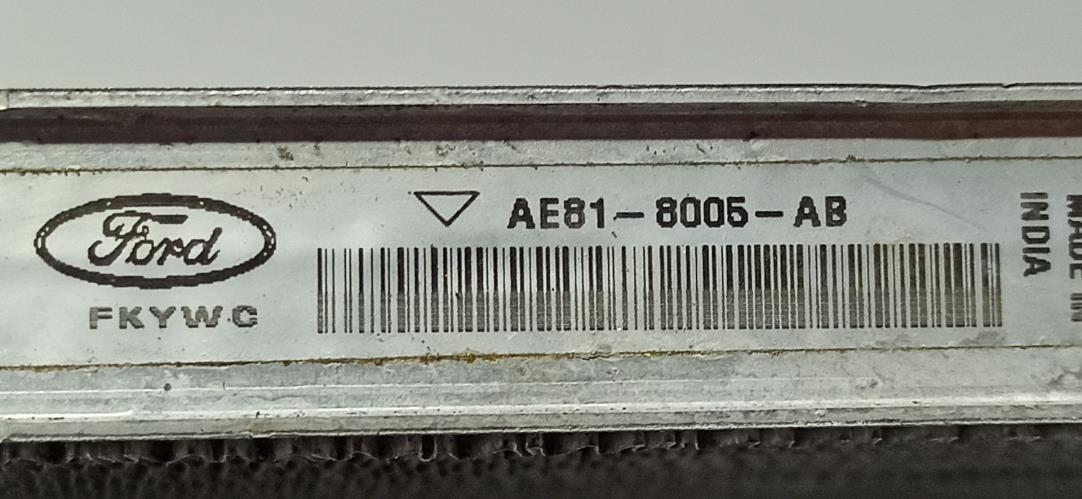 Ford
FKYWC
AE81-8005-AB
MADE IN
INDIA